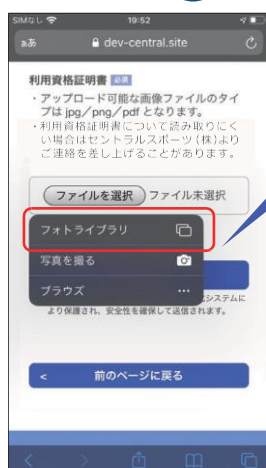 SIMなし 19:52
ああ dev-central.site
利用資格証明書 必須
・アップロード可能な画像ファイルのタイ
プは jpg／png／pdf となります。
・利用資格証明書について読み取りにく
い場合はセントラルスポーツ(株)より
ご連絡を差し上げることがあります。
ファイルを選択 ファイル未選択
フォトライブラリ
写真を撮る
ブラウズ
システムに
より保護され、安全性を確保して送信されます。
< 前のページに戻る